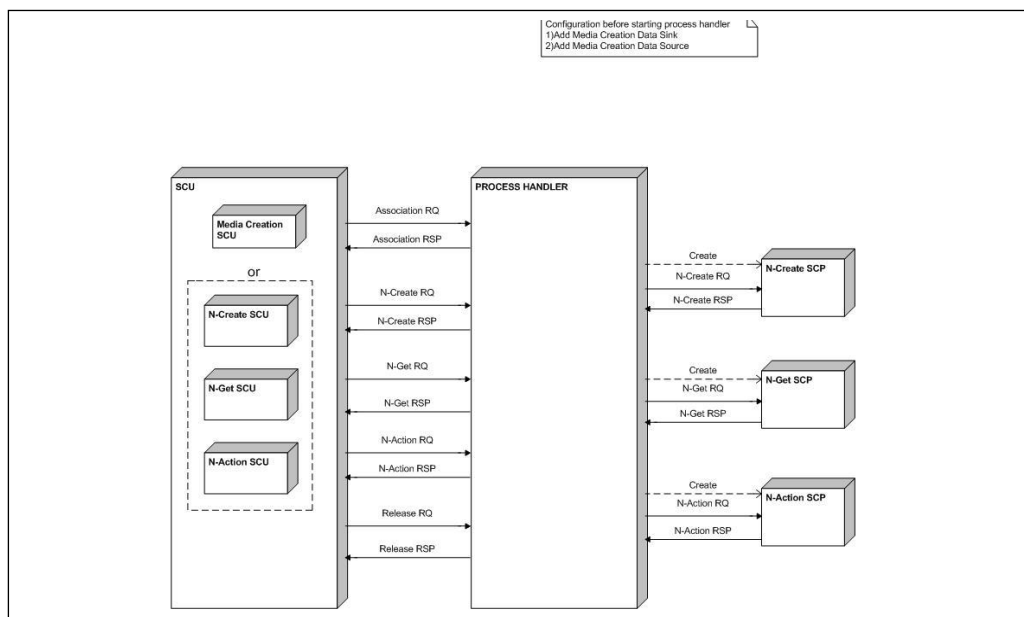 Configuration before starting process handler
1)Add Media Creation Data Sink
2)Add Media Creation Data Source
SCU
PROCESS HANDLER
Media Creation
SCU
or
N-Create SCU
N-Get SCU
N-Action SCU
Association RQ
Association RSP
N-Create RQ
N-Create RSP
N-Get RQ
N-Get RSP
N-Action RQ
N-Action RSP
Release RQ
Release RSP
Create
N-Create RQ
N-Create RSP
N-Create SCP
Create
N-Get RQ
N-Get RSP
N-Get SCP
Create
N-Action RQ
N-Action RSP
N-Action SCP